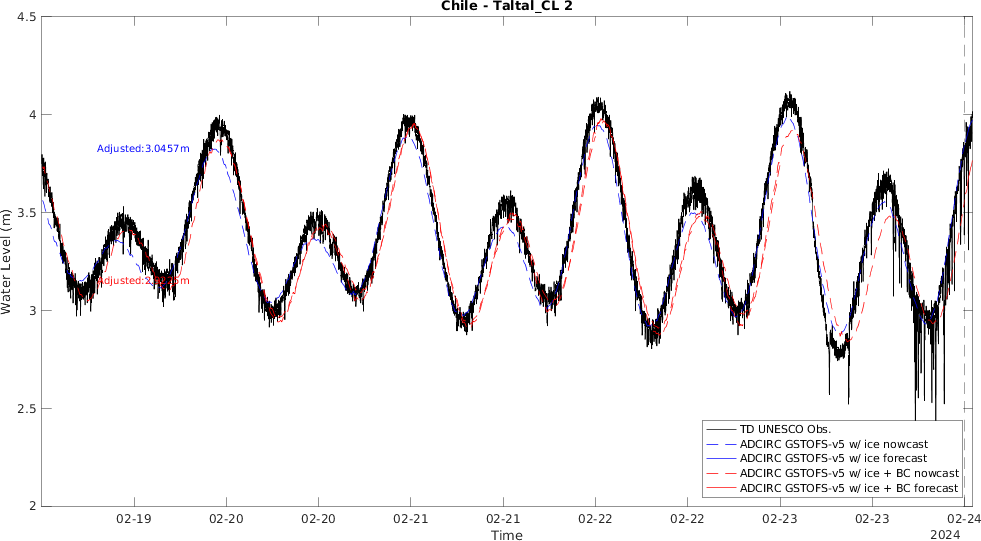 Chile - Taltal_CL 2
4.5
4
3.5
3
2.5
2
Water Level (m)
Adjusted:3.0457m
TD UNESCO Obs.
ADCIRC GSTOFS-v5 w/ ice nowcast
ADCIRC GSTOFS-v5 w/ ice forecast
ADCIRC GSTOFS-v5 w/ ice + BC nowcast
ADCIRC GSTOFS-v5 w/ ice + BC forecast
02-19 02-20 02-20 02-21 02-21 02-22 02-22 02-23 02-23 02-24
Time
2024